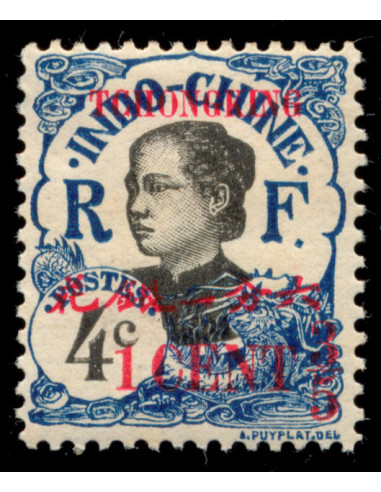 TCHONGKING
INDO-CHINE
R F
POSTES
4c
1 CENT
A. PUYPLAT. DEL